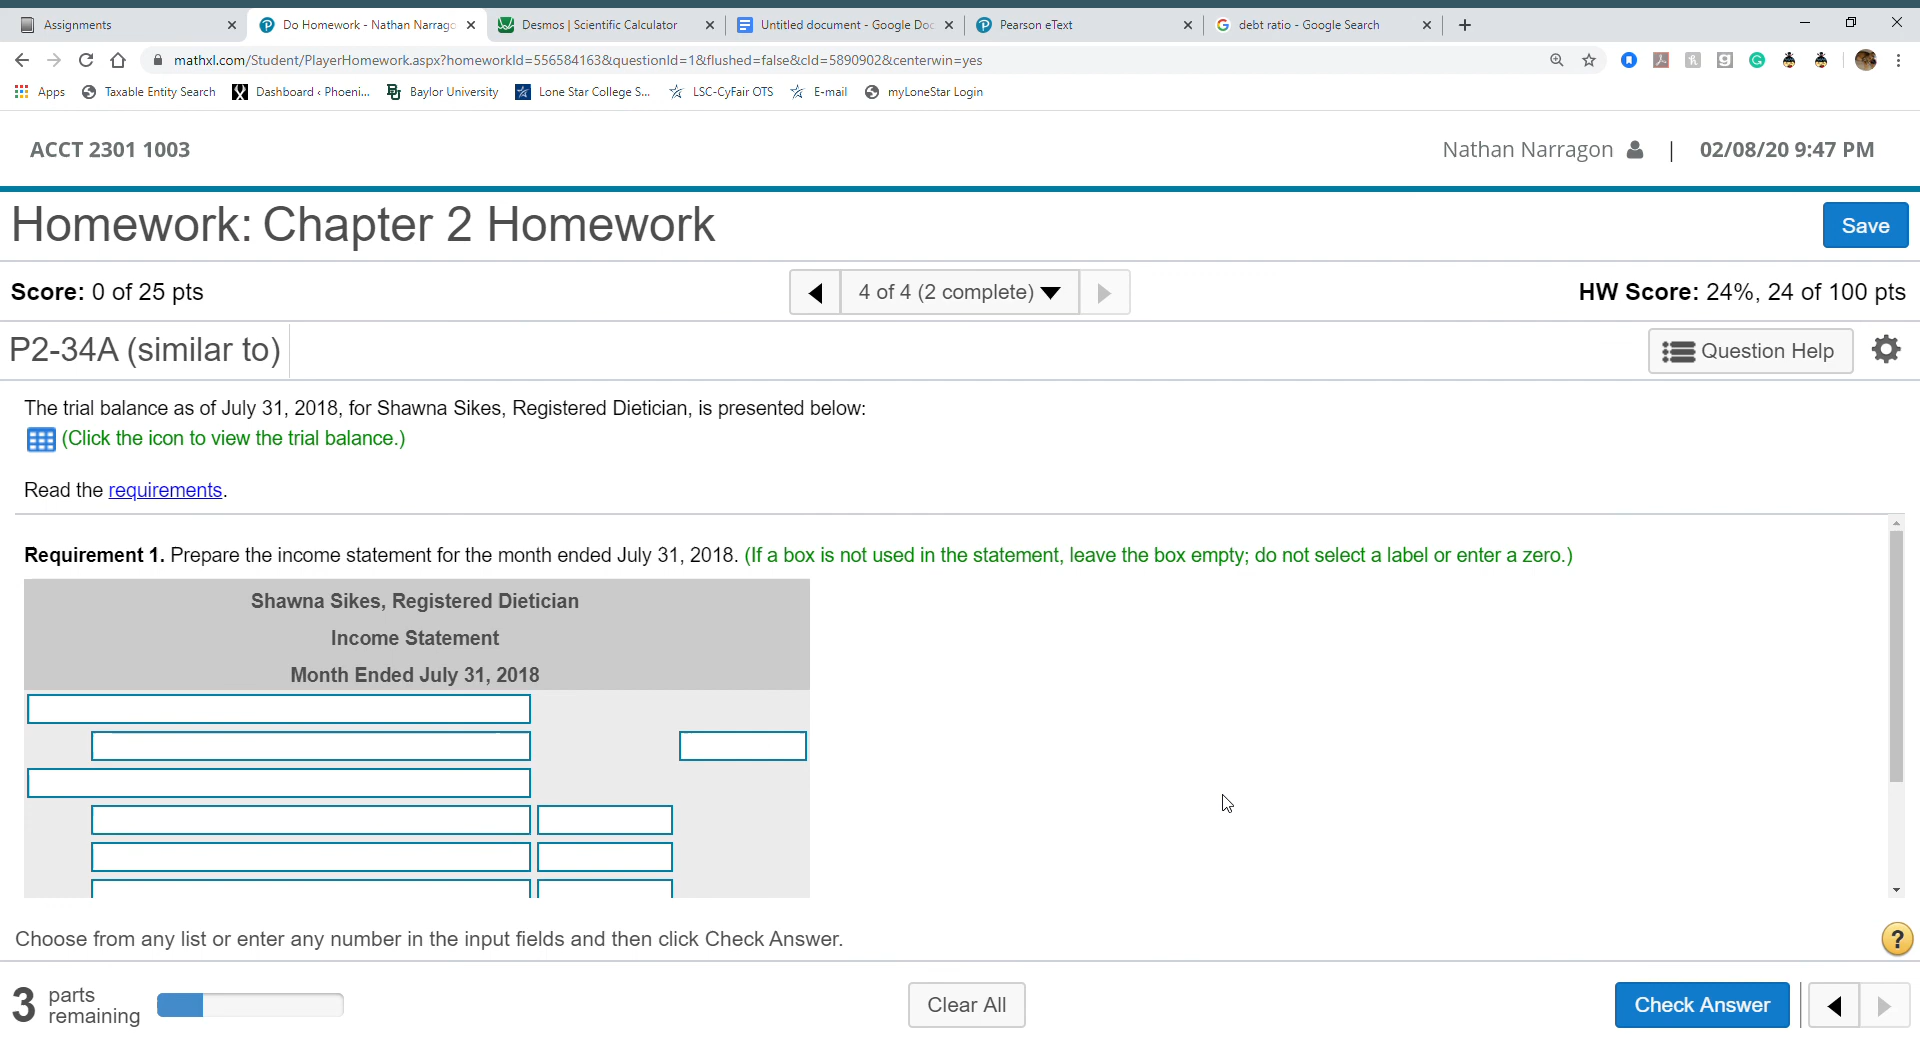 Assignments
Do Homework - Nathan Narrago
Desmos | Scientific Calculator
Untitled document - Google Doc
Pearson eText
debt ratio - Google Search
mathxl.com/Student/PlayerHomework.aspx?homeworkId=556584163&questionId=1&flushed=false&cId=5890902&centerwin=yes
Apps
Taxable Entity Search
Dashboard ‹ Phoeni...
Baylor University
Lone Star College S...
LSC-CyFair OTS
E-mail
myLoneStar Login
ACCT 2301 1003
Nathan Narragon | 02/08/20 9:47 PM
Homework: Chapter 2 Homework
Save
Score: 0 of 25 pts
4 of 4 (2 complete)
HW Score: 24%, 24 of 100 pts
P2-34A (similar to)
Question Help
The trial balance as of July 31, 2018, for Shawna Sikes, Registered Dietician, is presented below:
(Click the icon to view the trial balance.)
Read the requirements.
Requirement 1. Prepare the income statement for the month ended July 31, 2018. (If a box is not used in the statement, leave the box empty; do not select a label or enter a zero.)
Shawna Sikes, Registered Dietician
Income Statement
Month Ended July 31, 2018
Choose from any list or enter any number in the input fields and then click Check Answer.
?
3 parts
remaining
Clear All
Check Answer